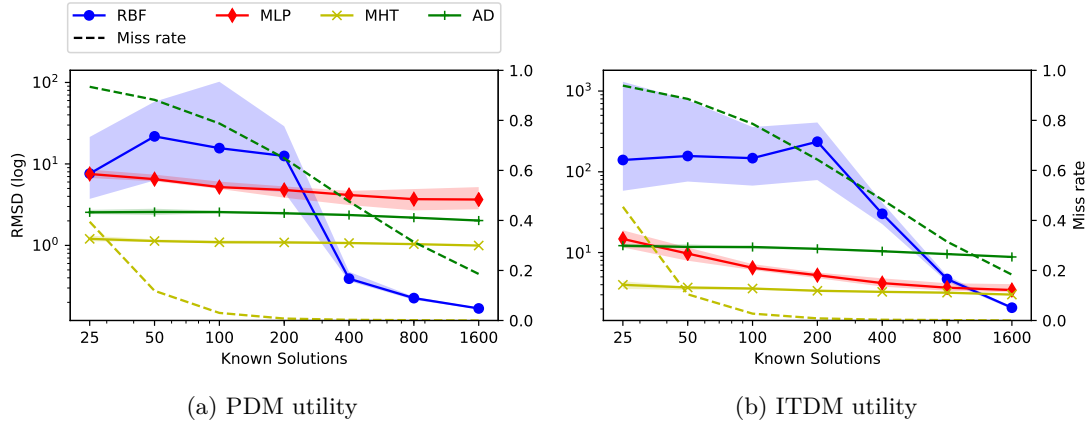 RBF MLP MHT AD
Miss rate
RMSD (log)
10² 10¹ 10⁰
1.0 0.8 0.6 0.4 0.2 0.0
25 50 100 200 400 800 1600
Known Solutions
(a) PDM utility
10³ 10² 10¹
1.0 0.8 0.6 0.4 0.2 0.0
Miss rate
25 50 100 200 400 800 1600
Known Solutions
(b) ITDM utility